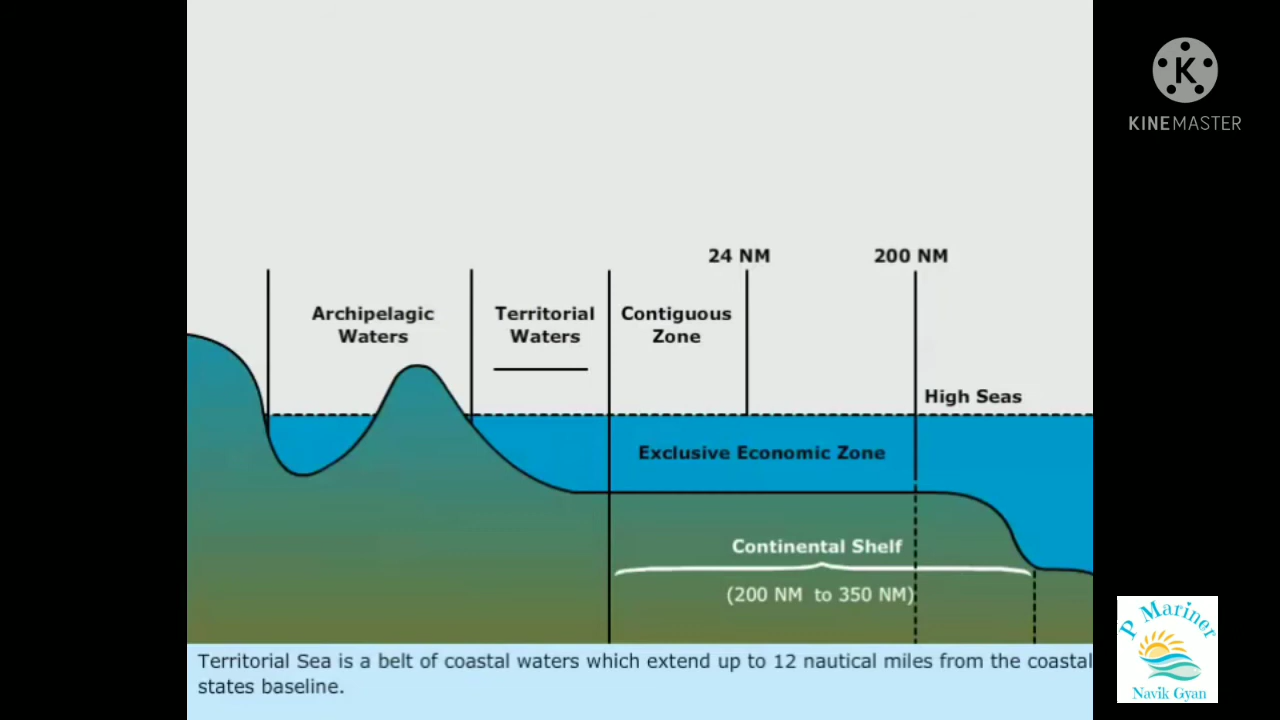 KINEMASTER
24 NM
200 NM
Archipelagic
Waters
Territorial
Waters
Contiguous
Zone
High Seas
Exclusive Economic Zone
Continental Shelf
(200 NM to 350 NM)
Territorial Sea is a belt of coastal waters which extend up to 12 nautical miles from the coastal
states baseline.
P Mariner
Navik Gyan